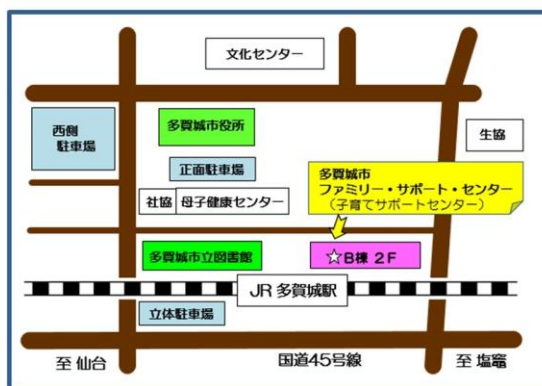 文化センター
西側
駐車場
多賀城市役所
生協
正面駐車場
多賀城市
ファミリー・サポート・センター
(子育てサポートセンター)
社協
母子健康センター
多賀城市立図書館
☆B棟 2F
JR 多賀城駅
立体駐車場
至 仙台
国道45号線
至 塩竈